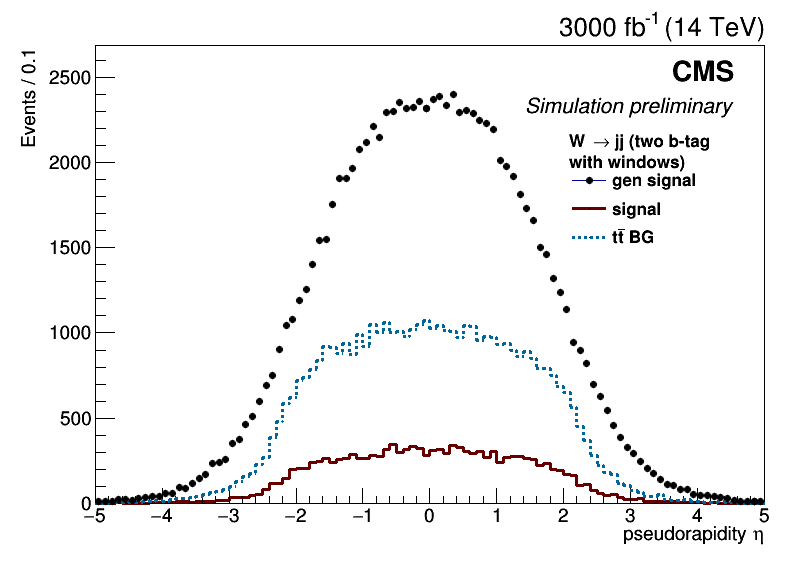 3000 fb⁻¹ (14 TeV)
Events / 0.1
2500
2000
1500
1000
500
0
CMS
Simulation preliminary
W → jj (two b-tag
with windows)
gen signal
signal
tt̄ BG
−5 −4 −3 −2 −1 0 1 2 3 4 5
pseudorapidity η